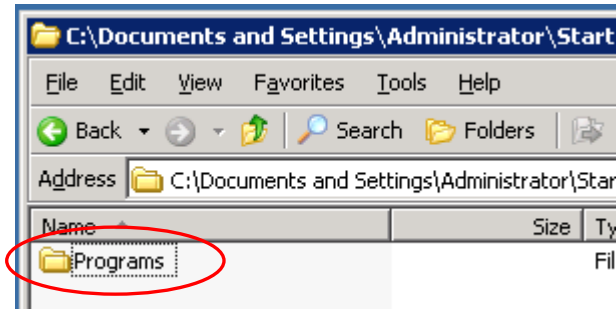 C:\Documents and Settings\Administrator\Start
File Edit View Favorites Tools Help
Back Search Folders
Address C:\Documents and Settings\Administrator\Star
Name Size Ty
Programs Fil